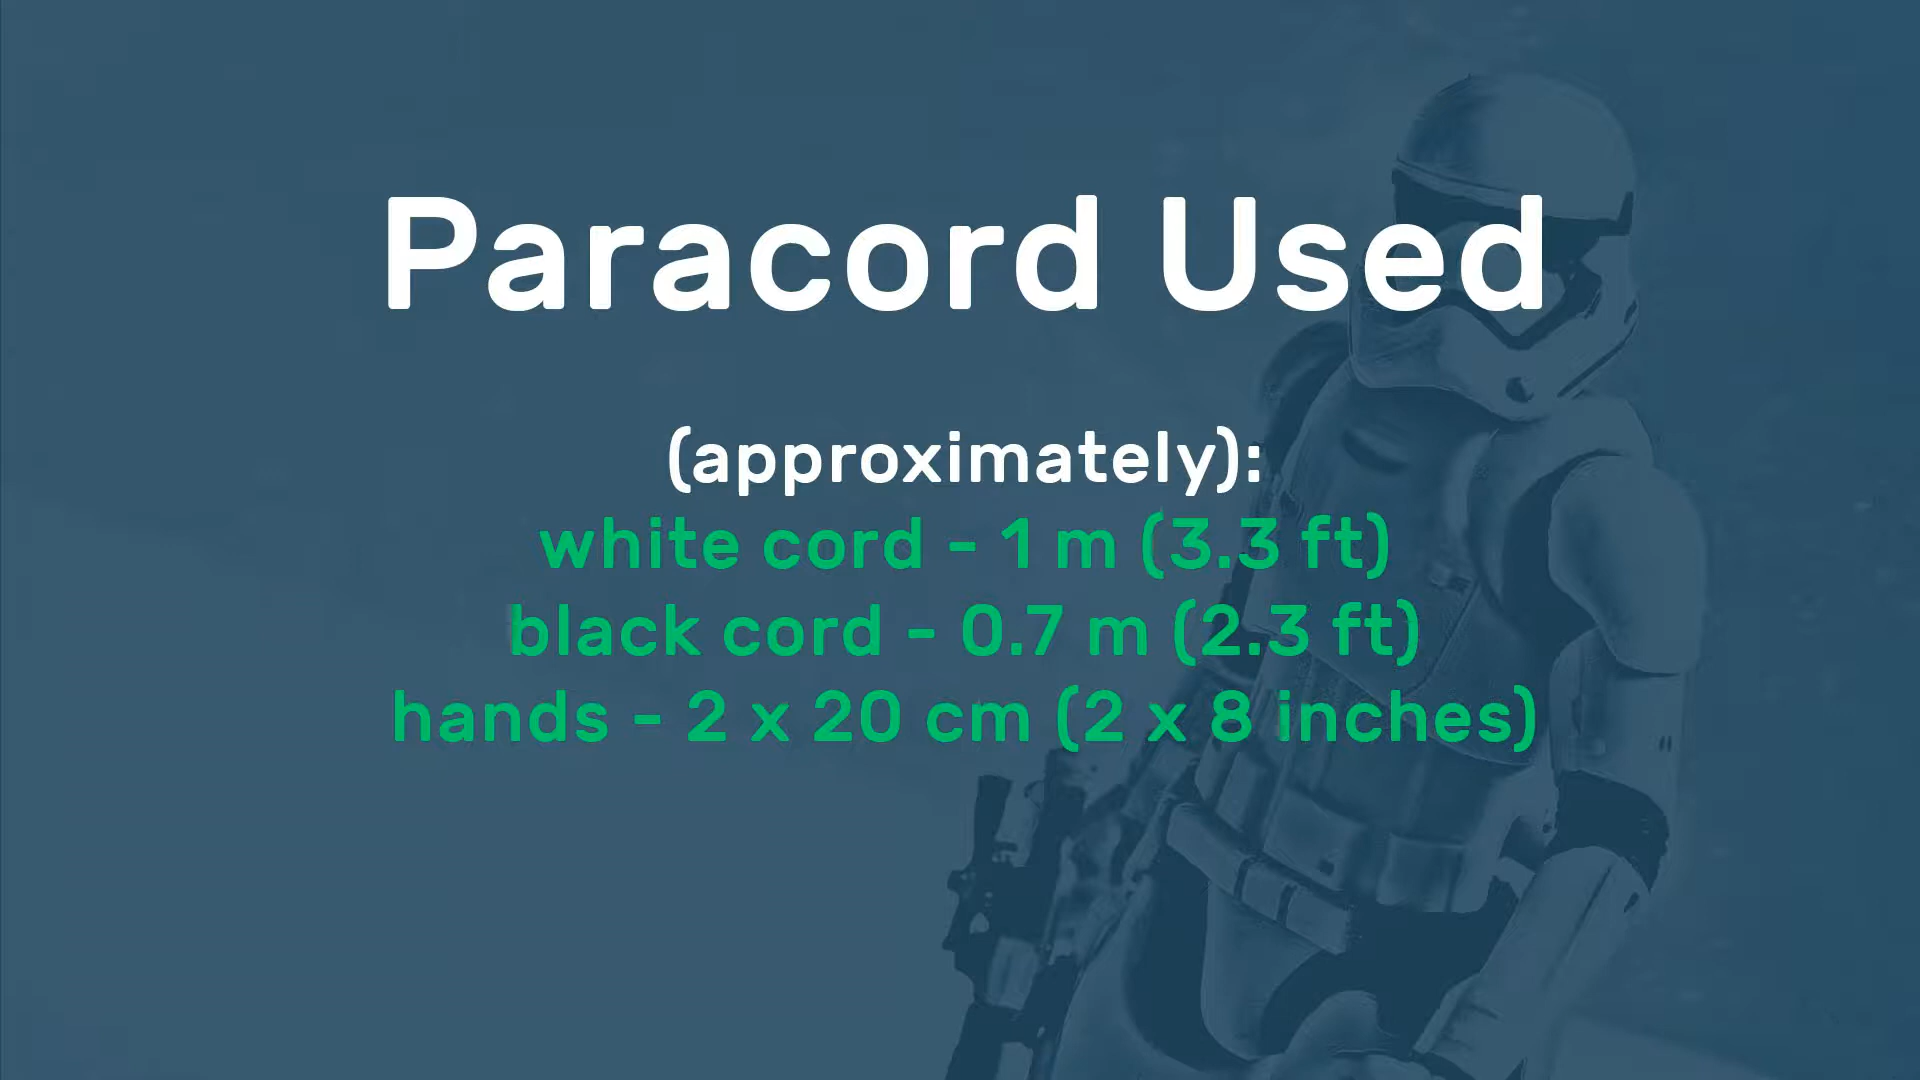 Paracord Used
(approximately):
white cord - 1 m (3.3 ft)
black cord - 0.7 m (2.3 ft)
hands - 2 x 20 cm (2 x 8 inches)